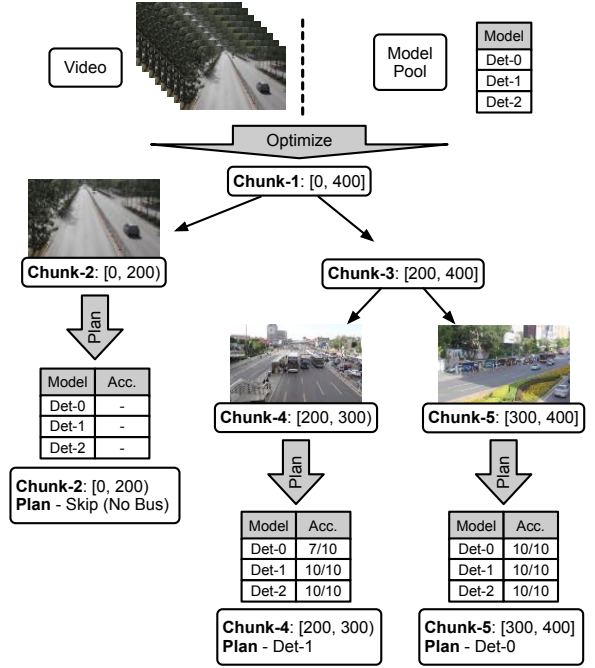 Video
Model
Pool
Model
Det-0
Det-1
Det-2
Optimize
Chunk-1: [0, 400]
Chunk-2: [0, 200)
Chunk-3: [200, 400]
Plan
Chunk-4: [200, 300)
Chunk-5: [300, 400]
Model Acc.
Det-0 -
Det-1 -
Det-2 -
Plan
Plan
Chunk-2: [0, 200)
Plan - Skip (No Bus)
Model Acc.
Det-0 7/10
Det-1 10/10
Det-2 10/10
Model Acc.
Det-0 10/10
Det-1 10/10
Det-2 10/10
Chunk-4: [200, 300)
Plan - Det-1
Chunk-5: [300, 400]
Plan - Det-0